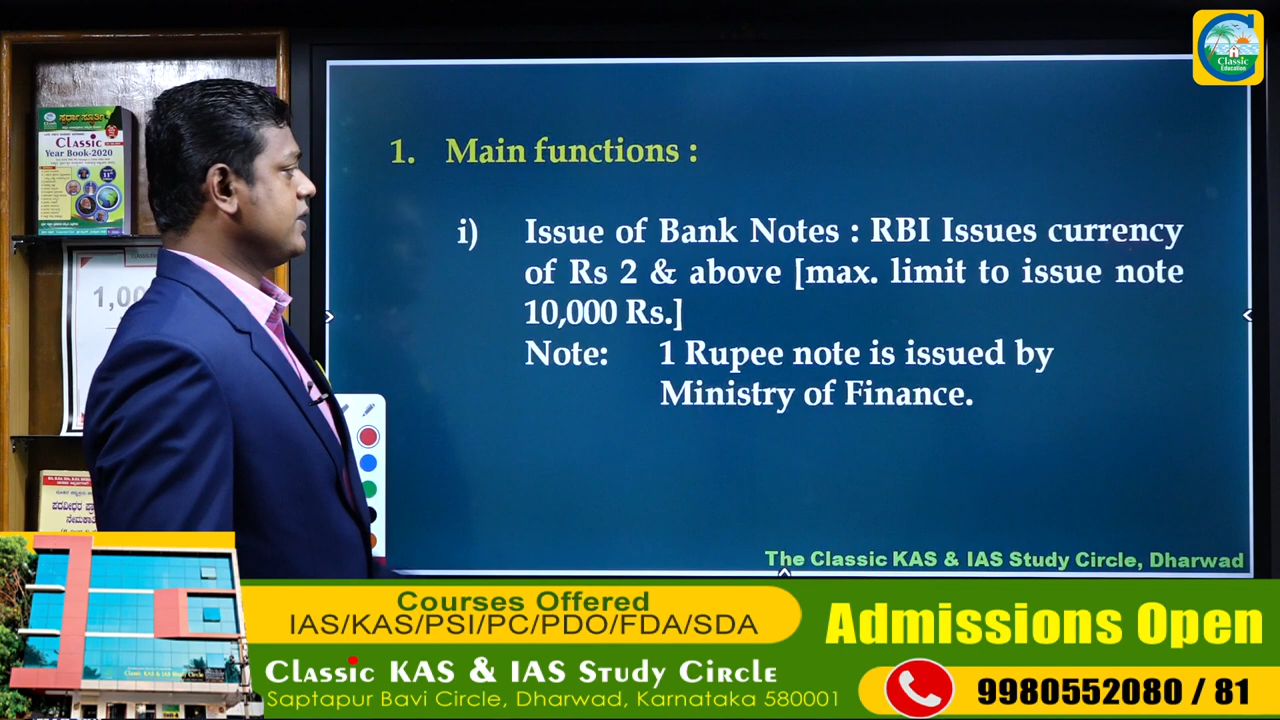 Classic
Education
ಸ್ಪರ್ಧಾ ಸ್ಫೂರ್ತಿ
Classic
Year Book-2020
1,00
1. Main functions :
i) Issue of Bank Notes : RBI Issues currency
of Rs 2 & above [max. limit to issue note
10,000 Rs.]
Note: 1 Rupee note is issued by
Ministry of Finance.
The Classic KAS & IAS Study Circle, Dharwad
Courses Offered
IAS/KAS/PSI/PC/PDO/FDA/SDA
Classic KAS & IAS Study Circle
Saptapur Bavi Circle, Dharwad, Karnataka 580001
Admissions Open
9980552080 / 81